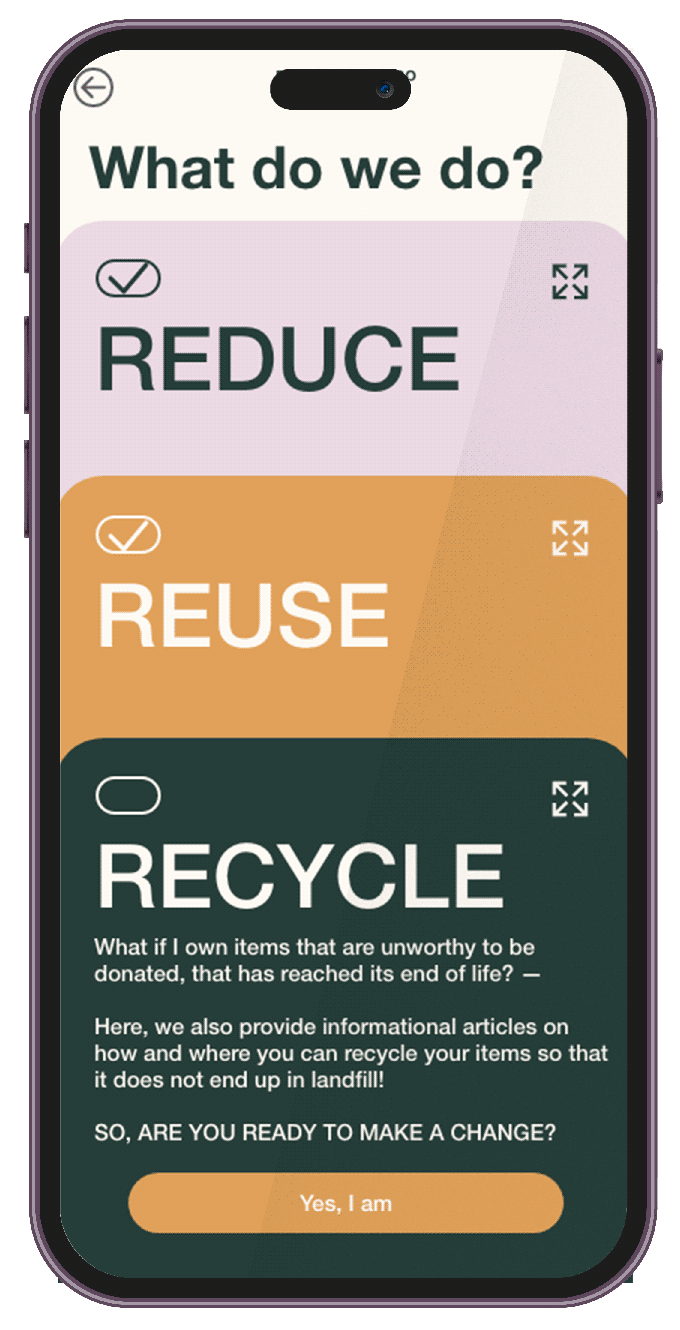 What do we do?
REDUCE
REUSE
RECYCLE
What if I own items that are unworthy to be
donated, that has reached its end of life? —
Here, we also provide informational articles on
how and where you can recycle your items so that
it does not end up in landfill!
SO, ARE YOU READY TO MAKE A CHANGE?
Yes, I am